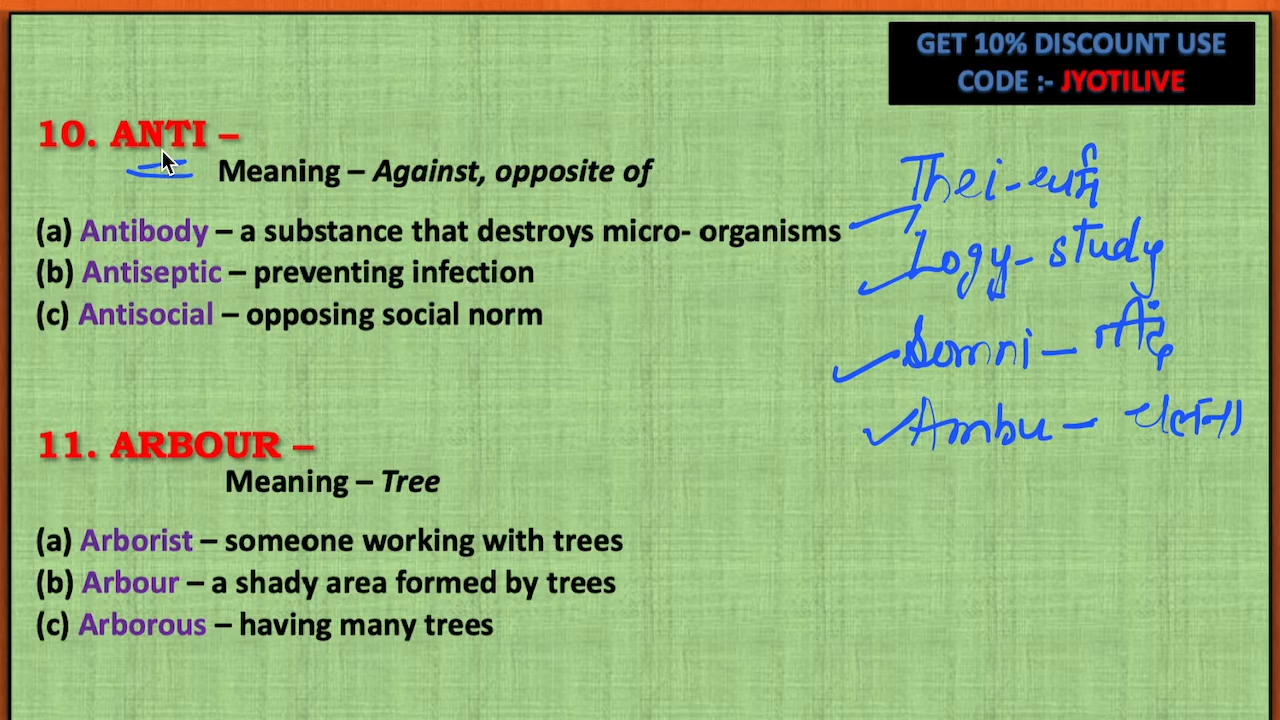 GET 10% DISCOUNT USE
CODE :- JYOTILIVE
10. ANTI –
Meaning – Against, opposite of
(a) Antibody – a substance that destroys micro- organisms
(b) Antiseptic – preventing infection
(c) Antisocial – opposing social norm
11. ARBOUR –
Meaning – Tree
(a) Arborist – someone working with trees
(b) Arbour – a shady area formed by trees
(c) Arborous – having many trees
Thei – धर्म
Logy – study
Somni – नींद
Ambu – चलना